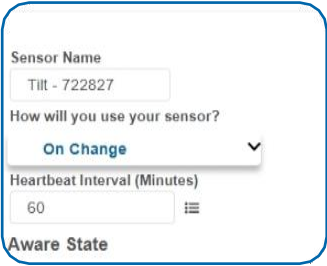 Sensor Name
Tilt - 722827
How will you use your sensor?
On Change
Heartbeat Interval (Minutes)
60
Aware State